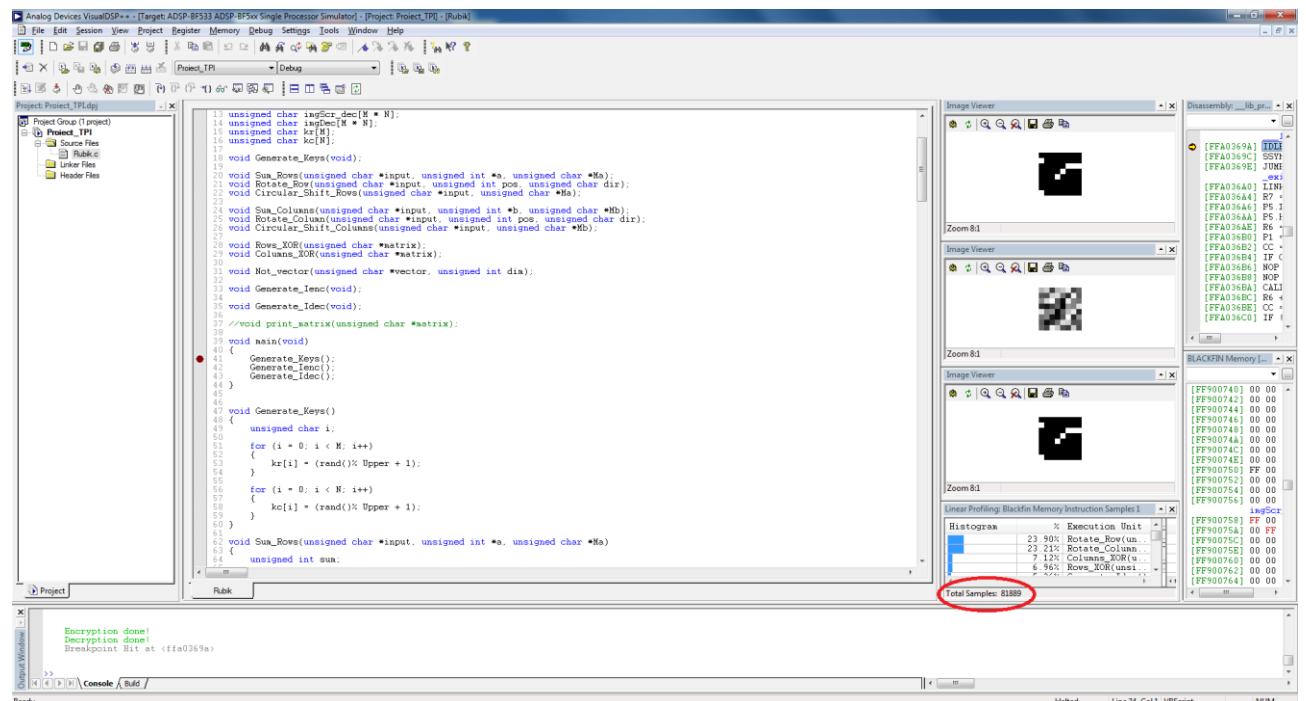 Analog Devices VisualDSP++ - [Target: ADSP-BF533 ADSP-BF5xx Single Processor Simulator] - [Project: Proiect_TPI] - [Rubik]
File Edit Session View Project Register Memory Debug Settings Tools Window Help
Proiect_TPI Debug
Project: Proiect_TPI.dpj
Project Group (1 project)
Proiect_TPI
Source Files
Rubik.c
Linker Files
Header Files
Project
13 unsigned char imgScr_dec[M * N];
14 unsigned char imgDec[M * N];
15 unsigned char kr[M];
16 unsigned char kc[N];
17
18 void Generate_Keys(void);
19
20 void Sum_Rows(unsigned char *input, unsigned int *a, unsigned char *Ma);
21 void Rotate_Row(unsigned char *input, unsigned int pos, unsigned char dir);
22 void Circular_Shift_Rows(unsigned char *input, unsigned char *Ma);
23
24 void Sum_Columns(unsigned char *input, unsigned int *b, unsigned char *Mb);
25 void Rotate_Column(unsigned char *input, unsigned int pos, unsigned char dir);
26 void Circular_Shift_Columns(unsigned char *input, unsigned char *Mb);
27
28 void Rows_XOR(unsigned char *matrix);
29 void Columns_XOR(unsigned char *matrix);
30
31 void Not_vector(unsigned char *vector, unsigned int dim);
32
33 void Generate_Ienc(void);
34
35 void Generate_Idec(void);
36
37 //void print_matrix(unsigned char *matrix);
38
39 void main(void)
40 {
41 Generate_Keys();
42 Generate_Ienc();
43 Generate_Idec();
44 }
45
46
47 void Generate_Keys()
48 {
49 unsigned char i;
50
51 for (i = 0; i < M; i++)
52 {
53 kr[i] = (rand()% Upper + 1);
54 }
55
56 for (i = 0; i < N; i++)
57 {
58 kc[i] = (rand()% Upper + 1);
59 }
60 }
61
62 void Sum_Rows(unsigned char *input, unsigned int *a, unsigned char *Ma)
63 {
64 unsigned int sum;
Rubik
Image Viewer
Zoom 8:1
Image Viewer
Zoom 8:1
Image Viewer
Zoom 8:1
Linear Profiling: Blackfin Memory Instruction Samples 1
Histogram % Execution Unit
23.90% Rotate_Row(un..
23.21% Rotate_Column..
7.12% Columns_XOR(u..
6.96% Rows_XOR(unsi..
Total Samples: 81889
Disassembly: __lib_pr...
[FFA0369A] IDLE
[FFA0369C] SSYN
[FFA0369E] JUMP
_exi
[FFA036A0] LINK
[FFA036A4] R7 =
[FFA036A6] P5.
[FFA036AA] P5.H
[FFA036AE] R6 =
[FFA036B0] P1 =
[FFA036B2] CC =
[FFA036B4] IF
[FFA036B6] NOP
[FFA036B8] NOP
[FFA036BA] CALL
[FFA036BC] R6 +
[FFA036BE] CC =
[FFA036C0] IF !
BLACKFIN Memory [...
[FF900740] 00 00
[FF900742] 00 00
[FF900744] 00 00
[FF900746] 00 00
[FF900748] 00 00
[FF90074A] 00 00
[FF90074C] 00 00
[FF90074E] 00 00
[FF900750] FF 00
[FF900752] 00 00
[FF900754] 00 00
[FF900756] 00 00
imgScr
[FF900758] FF 00
[FF90075A] 00 FF
[FF90075C] 00 00
[FF90075E] 00 00
[FF900760] 00 00
[FF900762] 00 00
[FF900764] 00 00
Output Window
Encryption done!
Decryption done!
Breakpoint Hit at <ffa0369a>
>>
Console Build